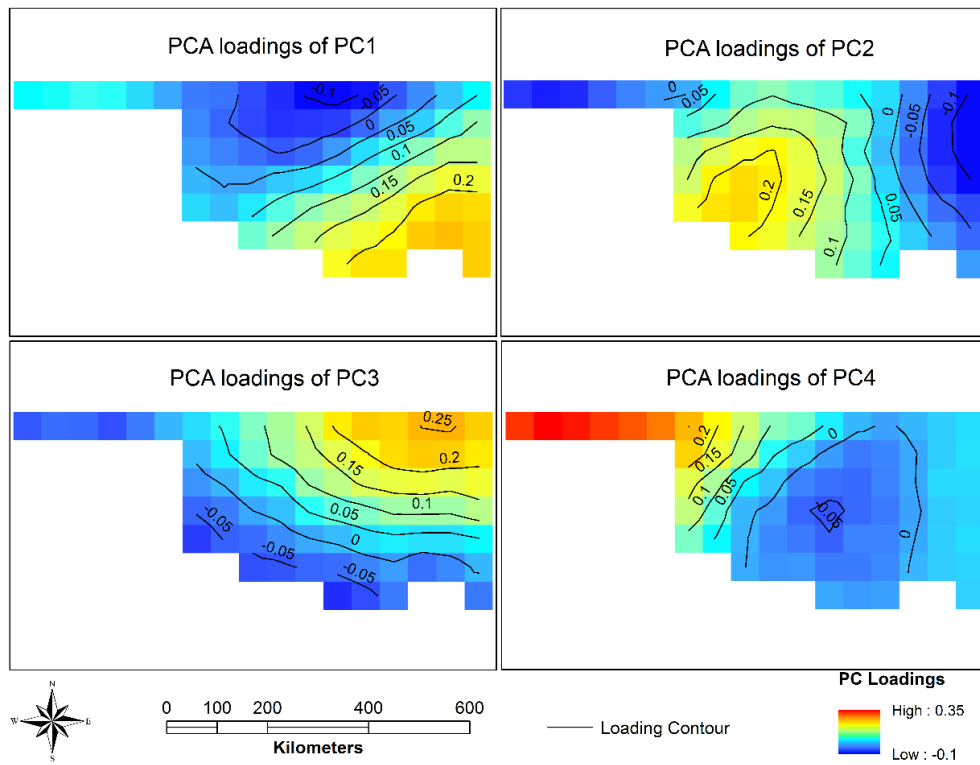 PCA loadings of PC1
-0.1
-0.05
0
0.05
0.1
0.15
0.2
PCA loadings of PC2
0
0.05
0
-0.05
-0.1
0.2
0.15
0.05
0.1
PCA loadings of PC3
0.25
0.2
0.15
0.1
0.05
-0.05
0
-0.05
-0.05
PCA loadings of PC4
0.2
0
0.15
0.1
0.05
-0.05
0
N
W E
S
0 100 200 400 600
Kilometers
Loading Contour
PC Loadings
High : 0.35
Low : -0.1